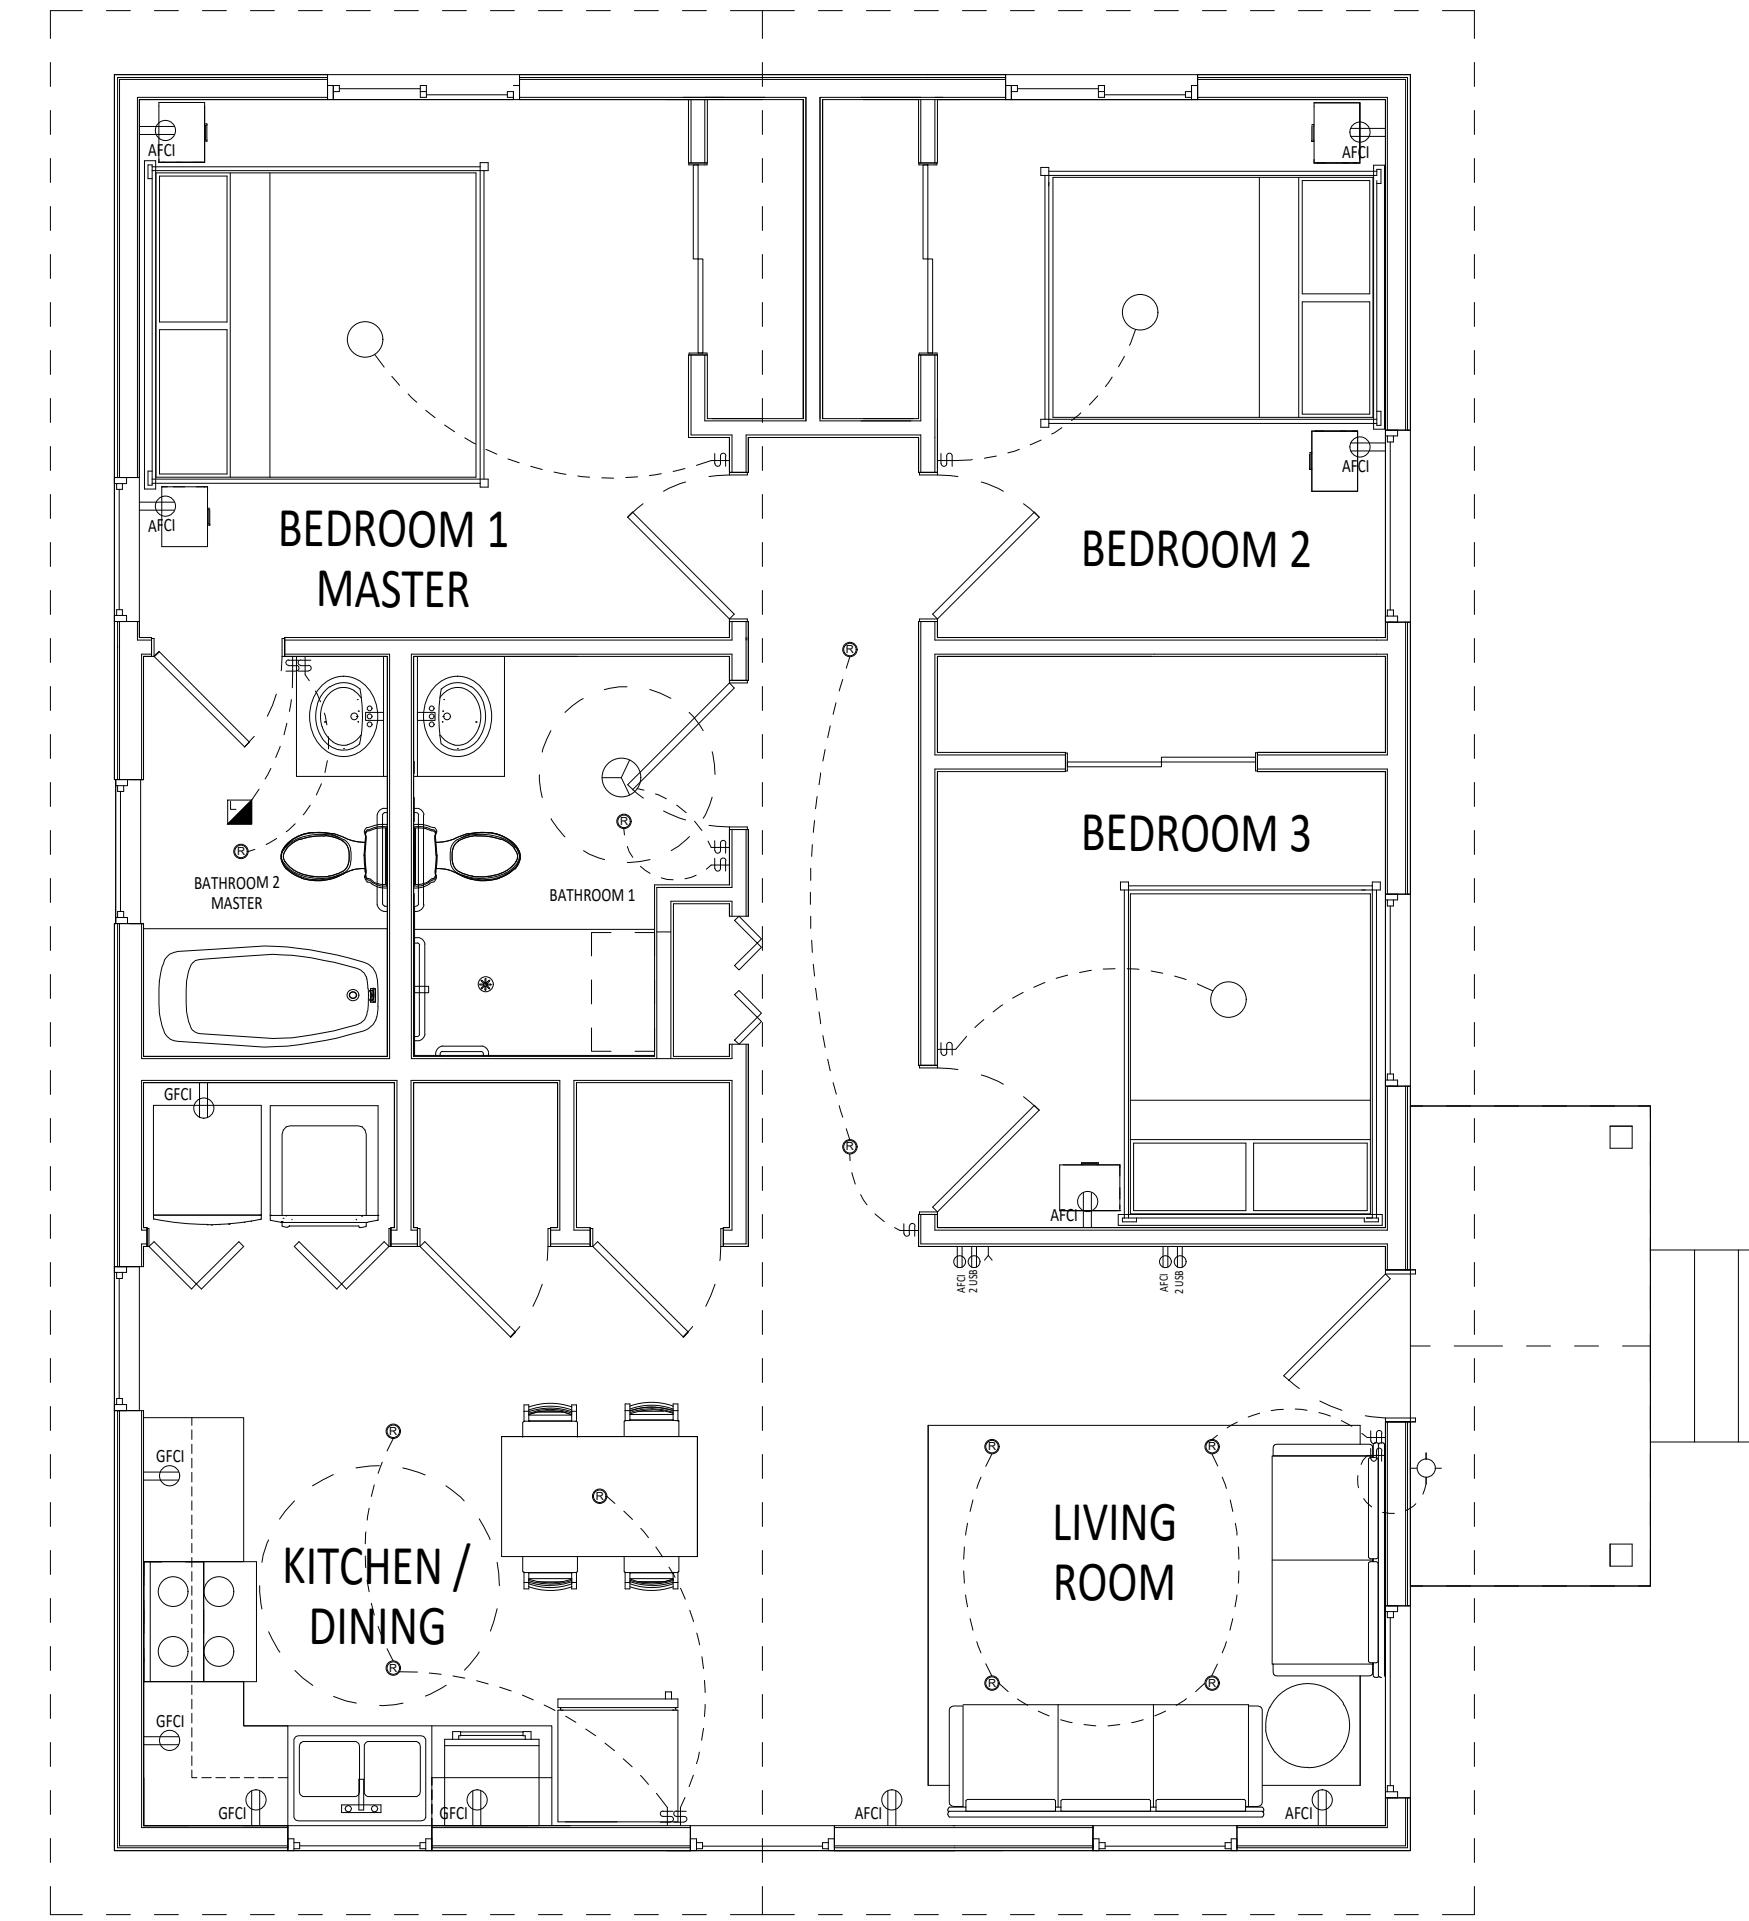 AFCI
AFCI
AFCI
AFCI
BEDROOM 1
MASTER
BEDROOM 2
L
R
R
R
BEDROOM 3
BATHROOM 2
MASTER
BATHROOM 1
GFCI
R
AFCI
AFCI
2 USB
AFCI
2 USB
R
R
R
GFCI
R
LIVING
ROOM
KITCHEN /
DINING
R
R
R
GFCI
GFCI
GFCI
AFCI
AFCI